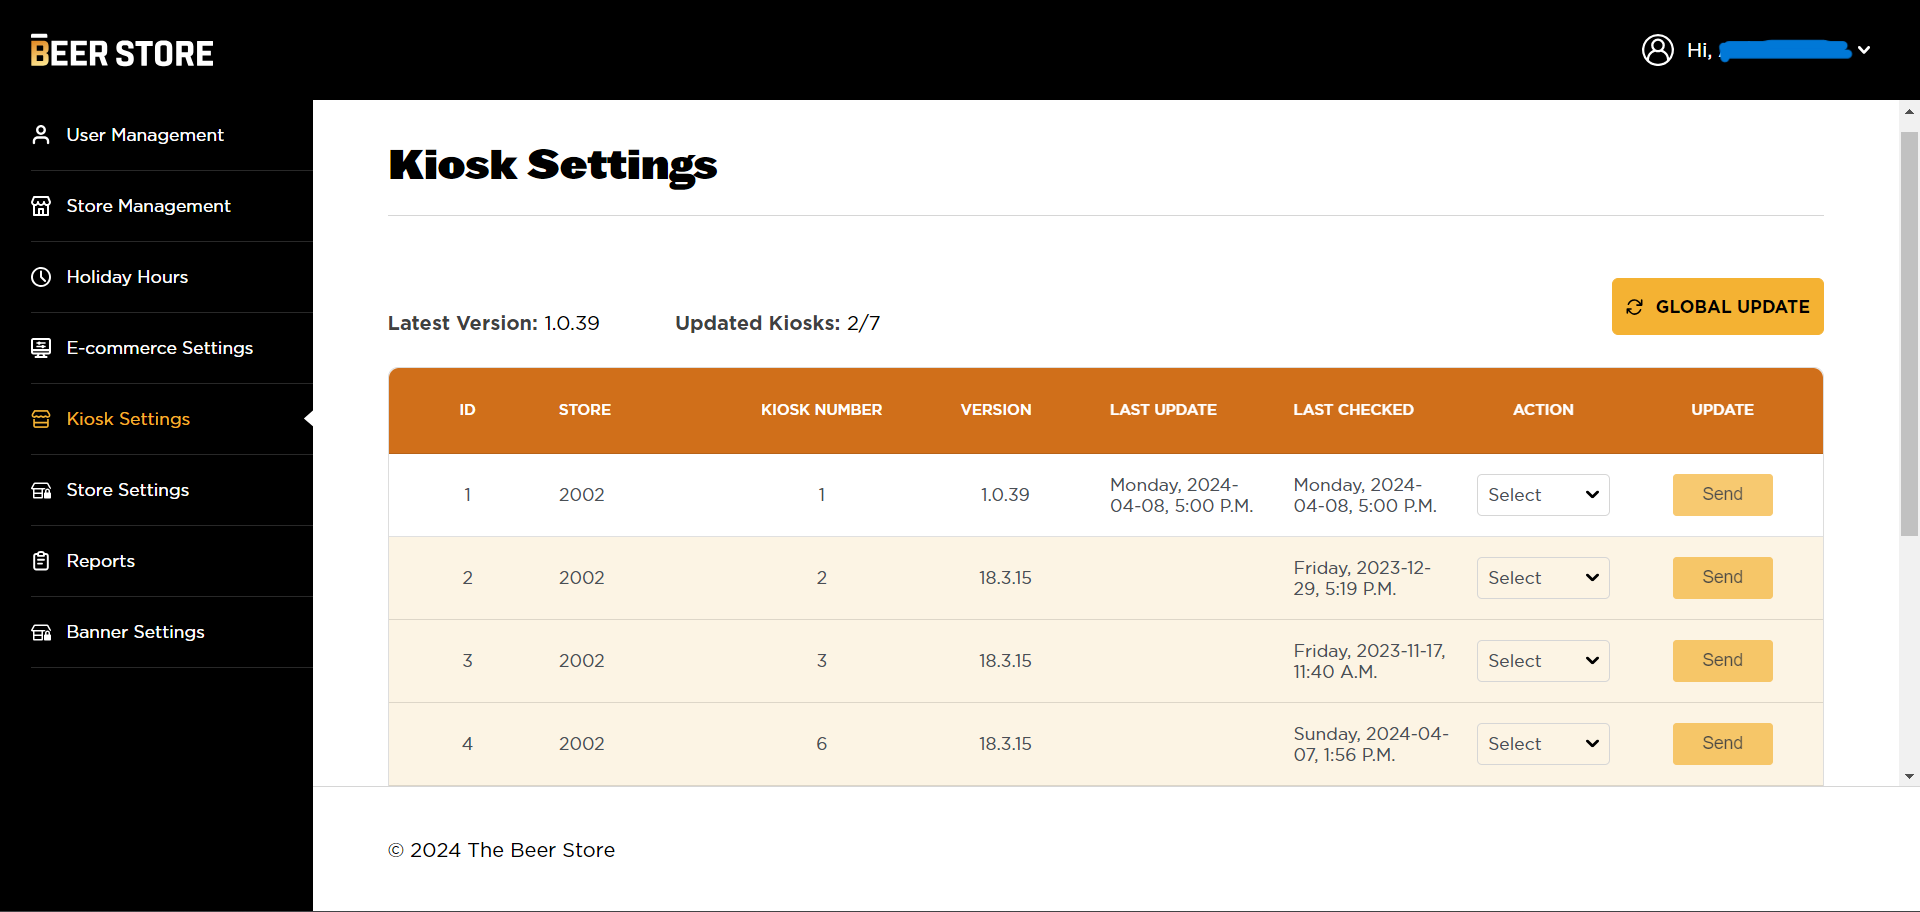 BEER STORE
Hi,
User Management
Store Management
Holiday Hours
E-commerce Settings
Kiosk Settings
Store Settings
Reports
Banner Settings
Kiosk Settings
Latest Version: 1.0.39 Updated Kiosks: 2/7
GLOBAL UPDATE
ID STORE KIOSK NUMBER VERSION LAST UPDATE LAST CHECKED ACTION UPDATE
1 2002 1 1.0.39 Monday, 2024-
04-08, 5:00 P.M. Monday, 2024-
04-08, 5:00 P.M. Select Send
2 2002 2 18.3.15 Friday, 2023-12-
29, 5:19 P.M. Select Send
3 2002 3 18.3.15 Friday, 2023-11-17,
11:40 A.M. Select Send
4 2002 6 18.3.15 Sunday, 2024-04-
07, 1:56 P.M. Select Send
© 2024 The Beer Store